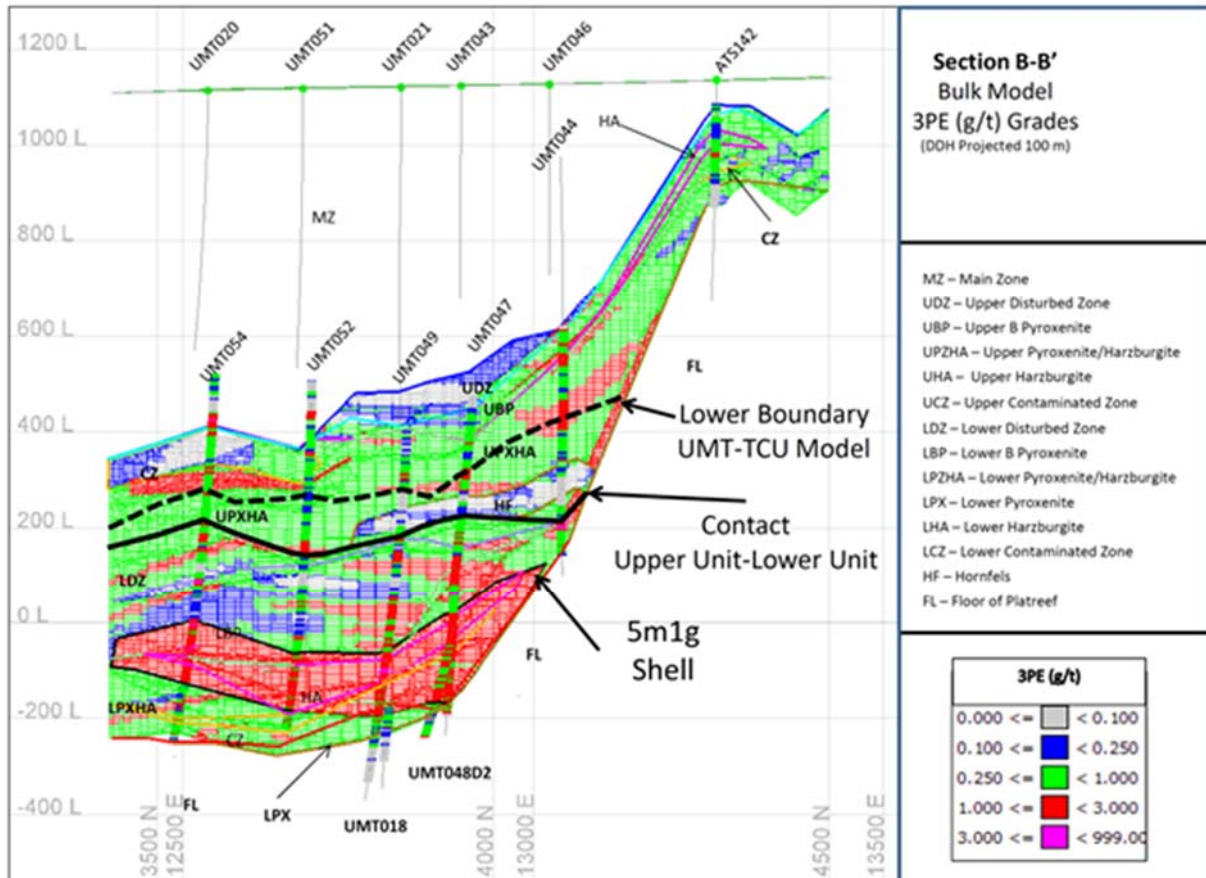 1200 L
1000 L
800 L
600 L
400 L
200 L
0 L
-200 L
-400 L
UMT020
UMT051
UMT021
UMT043
UMT046
ATS142
UMT044
HA
MZ
CZ
UMT054
UMT052
UMT049
UMT047
FL
UDZ
UBP
UPXHA
Lower Boundary
UMT-TCU Model
CZ
UPXHA
HF
Contact
Upper Unit-Lower Unit
LDZ
5m1g
Shell
FL
HA
LPXHA
CZ
FL
LPX
UMT018
UMT048D2
3500 N
12500 E
4000 N
13000 E
4500 N
13500 E
Section B-B’
Bulk Model
3PE (g/t) Grades
(DDH Projected 100 m)
MZ – Main Zone
UDZ – Upper Disturbed Zone
UBP – Upper B Pyroxenite
UPZHA – Upper Pyroxenite/Harzburgite
UHA – Upper Harzburgite
UCZ – Upper Contaminated Zone
LDZ – Lower Disturbed Zone
LBP – Lower B Pyroxenite
LPZHA – Lower Pyroxenite/Harzburgite
LPX – Lower Pyroxenite
LHA – Lower Harzburgite
LCZ – Lower Contaminated Zone
HF – Hornfels
FL – Floor of Platreef
3PE (g/t)
0.000 <= < 0.100
0.100 <= < 0.250
0.250 <= < 1.000
1.000 <= < 3.000
3.000 <= < 999.00